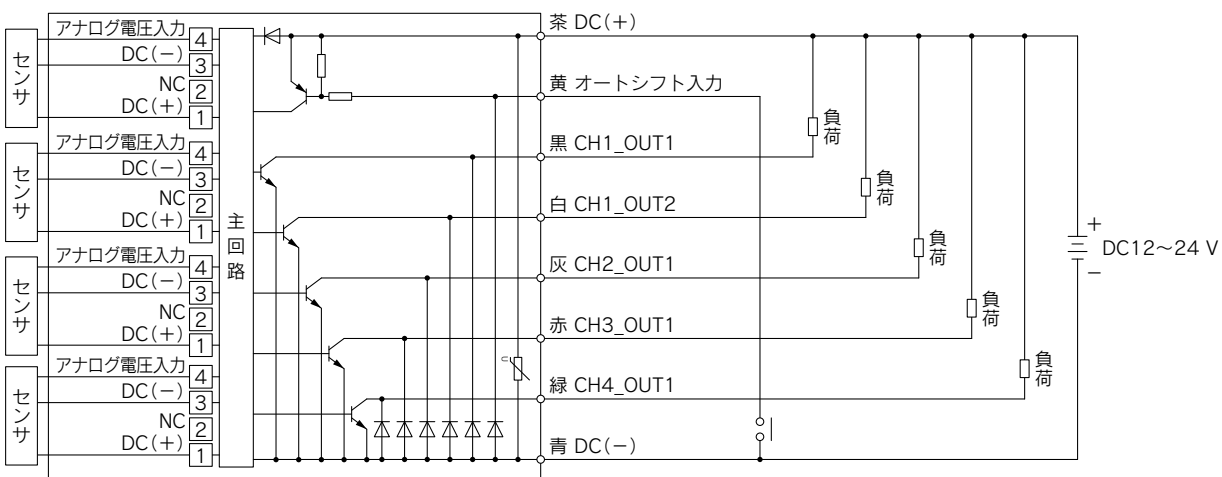 アナログ電圧入力 4
DC(−) 3
NC 2
DC(+) 1
センサ
アナログ電圧入力 4
DC(−) 3
NC 2
DC(+) 1
センサ
アナログ電圧入力 4
DC(−) 3
NC 2
DC(+) 1
センサ
アナログ電圧入力 4
DC(−) 3
NC 2
DC(+) 1
センサ
主回路
茶 DC(+)
黄 オートシフト入力
黒 CH1_OUT1
白 CH1_OUT2
灰 CH2_OUT1
赤 CH3_OUT1
緑 CH4_OUT1
青 DC(−)
負荷
負荷
負荷
負荷
負荷
+
DC12〜24 V
−